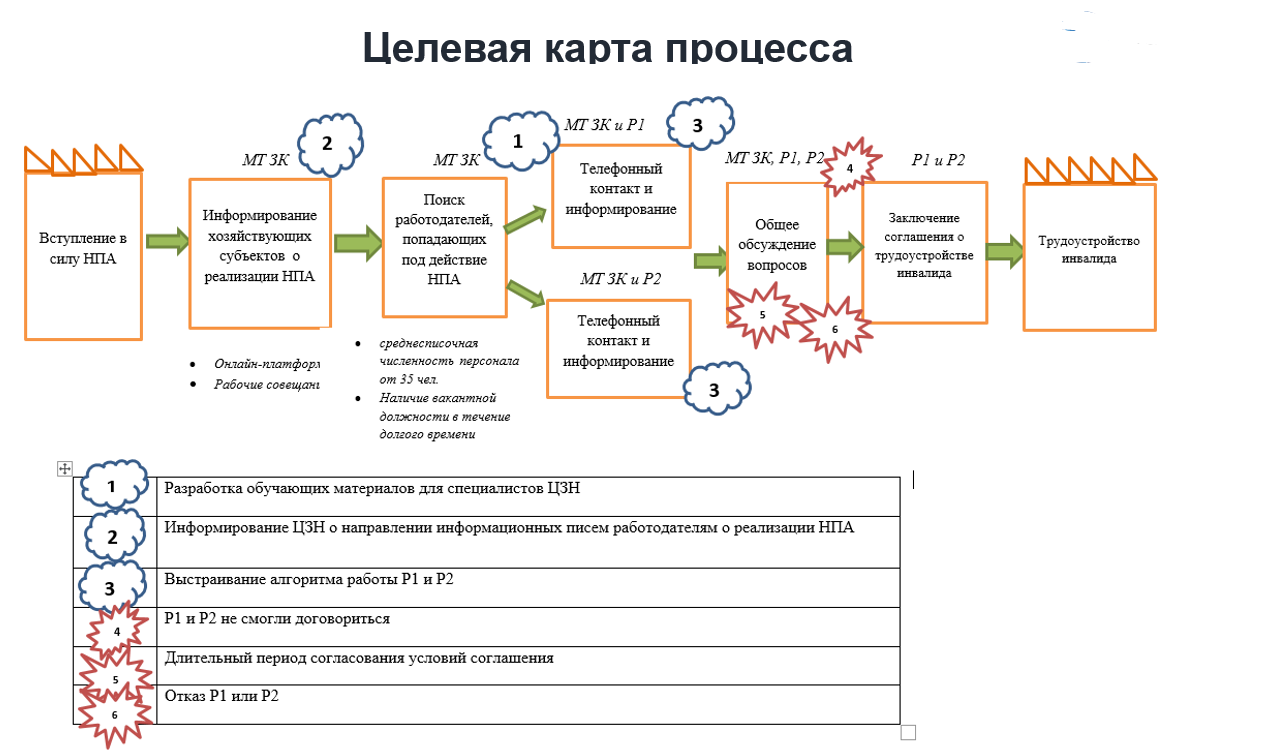 Целевая карта процесса
Вступление в
силу НПА
МТ ЗК
2
Информирование
хозяйствующих
субъектов о
реализации НПА
Онлайн-платформ
Рабочие совещани
МТ ЗК
1
Поиск
работодателей,
попадающих
под действие
НПА
среднесписочная
численность персонала
от 35 чел.
Наличие вакантной
должности в течение
долгого времени
МТ ЗК и Р1
3
Телефонный
контакт и
информирование
МТ ЗК и Р2
Телефонный
контакт и
информирование
3
МТ ЗК, Р1, Р2
4
Общее
обсуждение
вопросов
5
6
Р1 и Р2
Заключение
соглашения о
трудоустройстве
инвалида
Трудоустройство
инвалида
1 Разработка обучающих материалов для специалистов ЦЗН
2 Информирование ЦЗН о направлении информационных писем работодателям о реализации НПА
3 Выстраивание алгоритма работы Р1 и Р2
4 Р1 и Р2 не смогли договориться
5 Длительный период согласования условий соглашения
6 Отказ Р1 или Р2